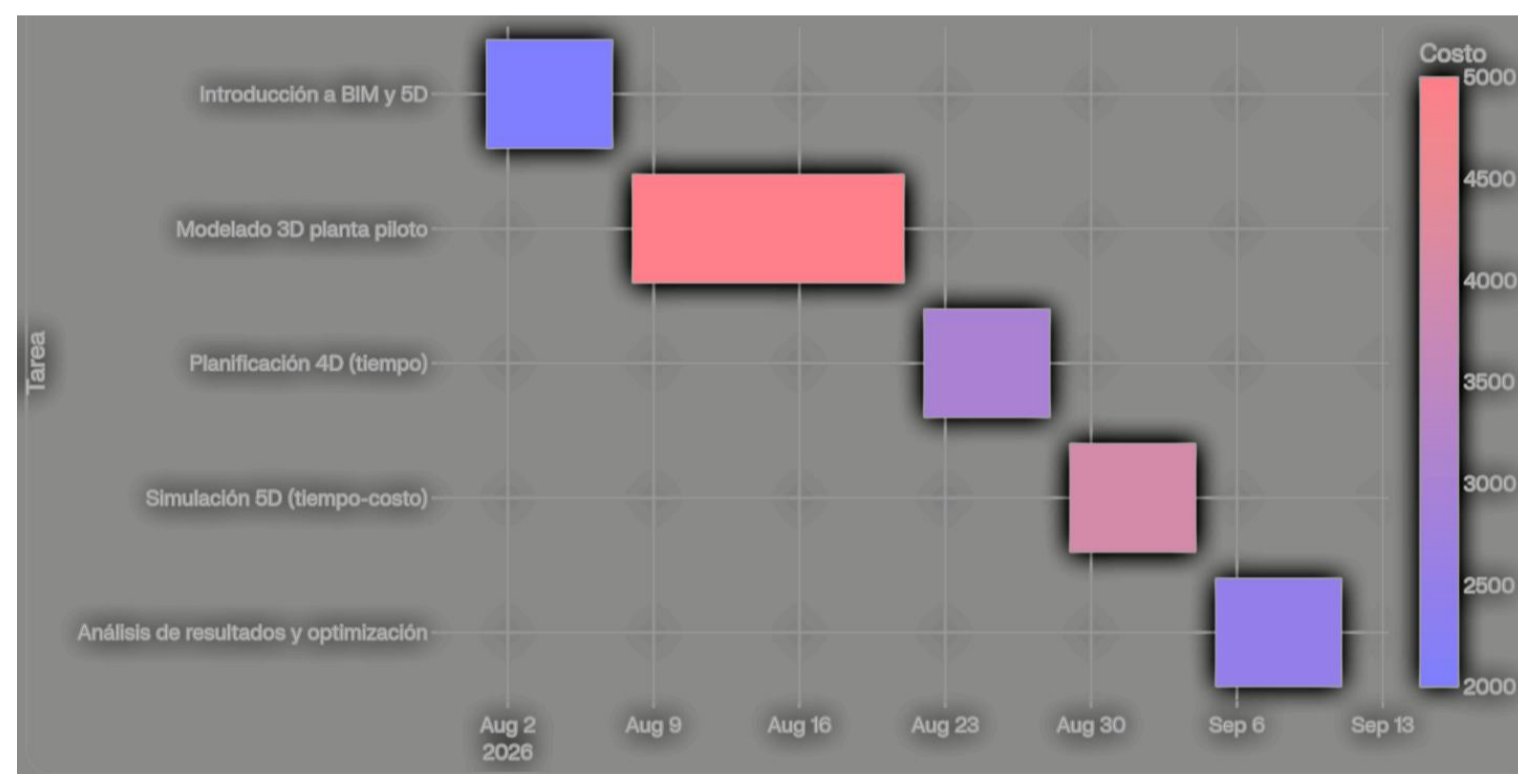 Costo
5000
Introducción a BIM y 5D
4500
Modelado 3D planta piloto
4000
Tarea
Planificación 4D (tiempo)
3500
Simulación 5D (tiempo-costo)
3000
2500
Análisis de resultados y optimización
2000
Aug 2 Aug 9 Aug 16 Aug 23 Aug 30 Sep 6 Sep 13
2026